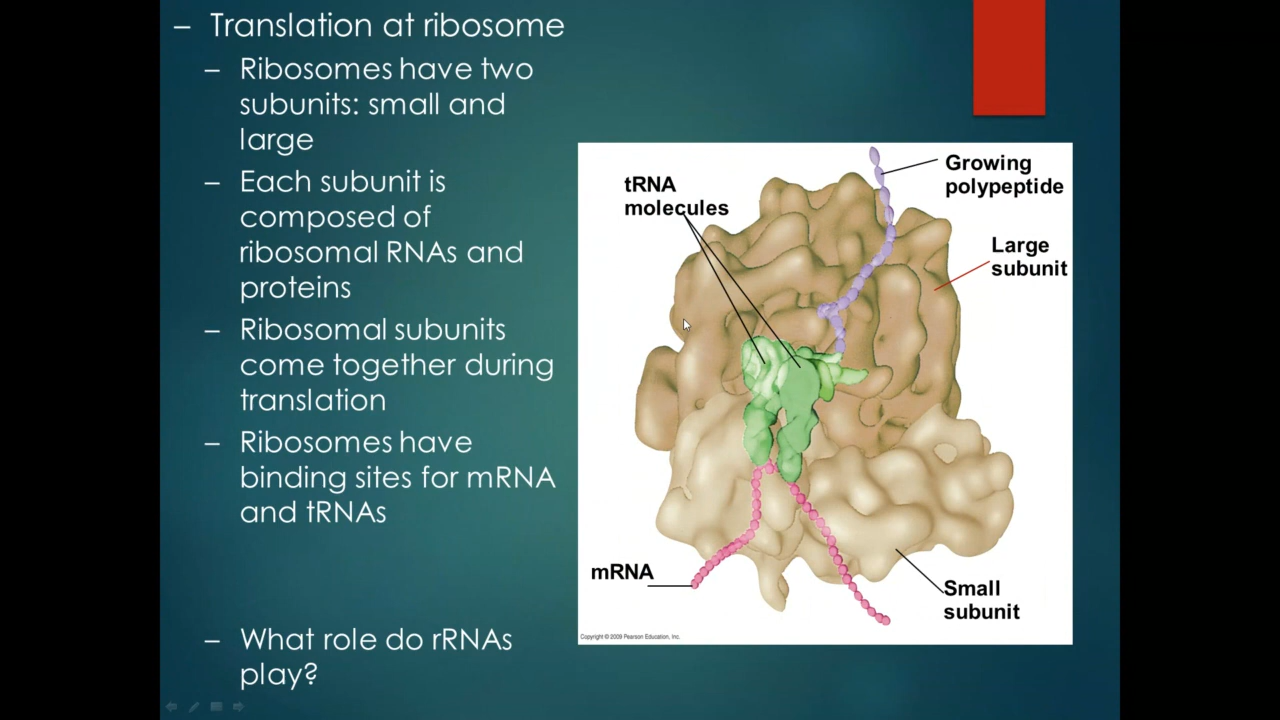 – Translation at ribosome
– Ribosomes have two
subunits: small and
large
– Each subunit is
composed of
ribosomal RNAs and
proteins
– Ribosomal subunits
come together during
translation
– Ribosomes have
binding sites for mRNA
and tRNAs
– What role do rRNAs
play?
tRNA
molecules
Growing
polypeptide
Large
subunit
mRNA
Small
subunit
Copyright © 2009 Pearson Education, Inc.